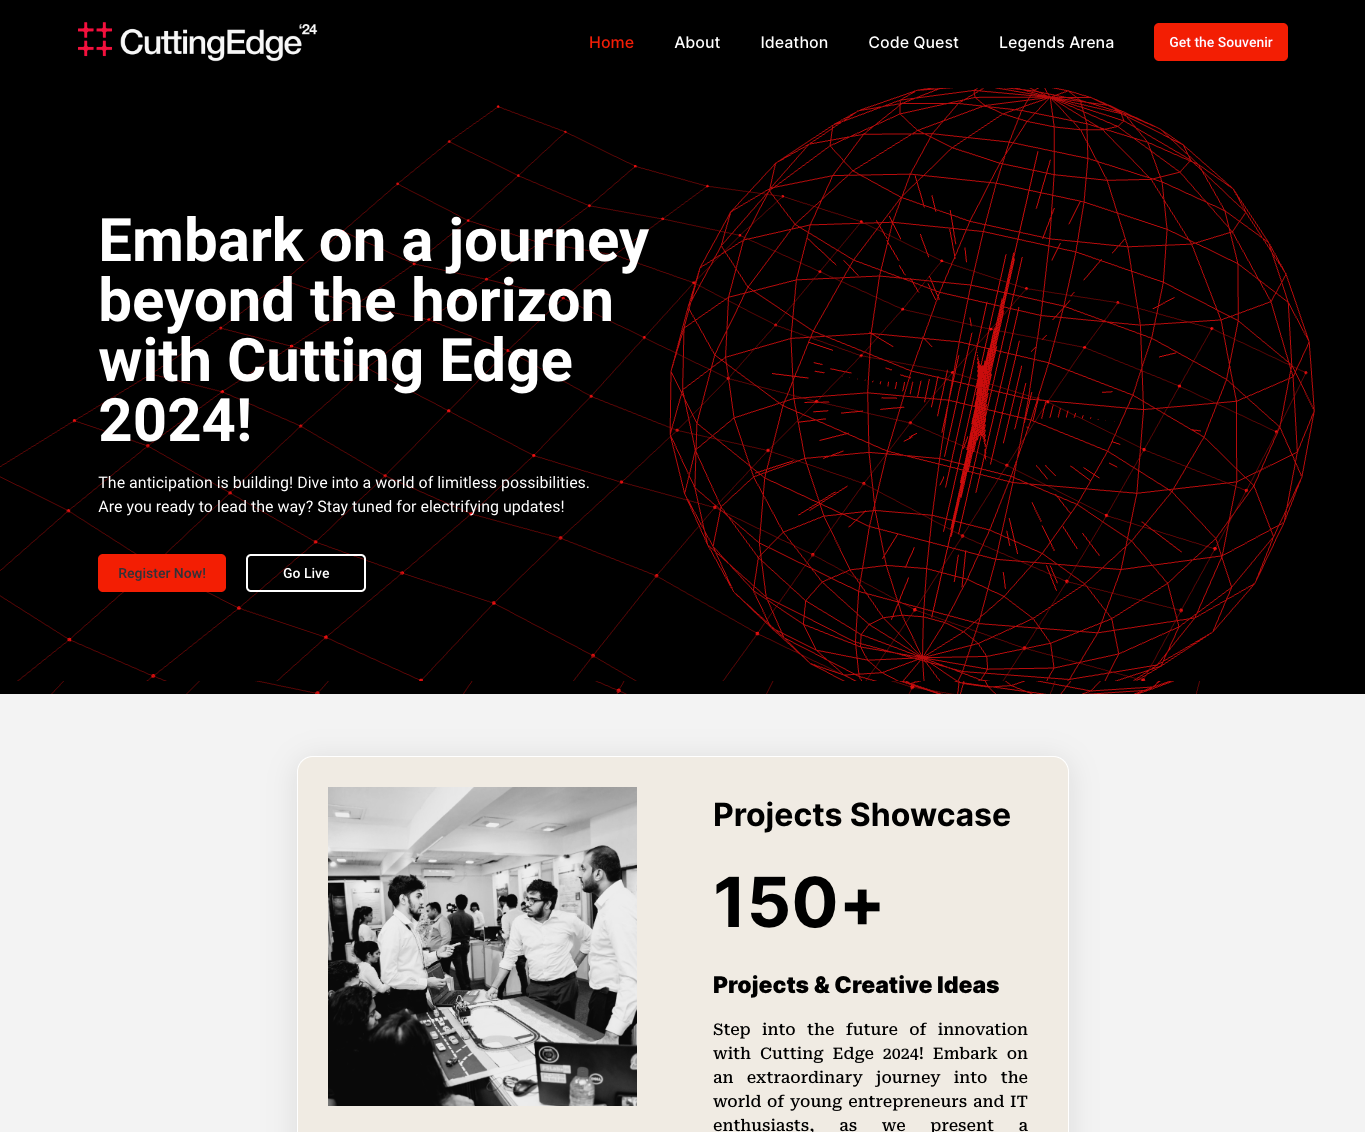 CuttingEdge'24
Home
About
Ideathon
Code Quest
Legends Arena
Get the Souvenir
Embark on a journey
beyond the horizon
with Cutting Edge
2024!
The anticipation is building! Dive into a world of limitless possibilities.
Are you ready to lead the way? Stay tuned for electrifying updates!
Register Now!
Go Live
Projects Showcase
150+
Projects & Creative Ideas
Step into the future of innovation
with Cutting Edge 2024! Embark on
an extraordinary journey into the
world of young entrepreneurs and IT
enthusiasts, as we present a